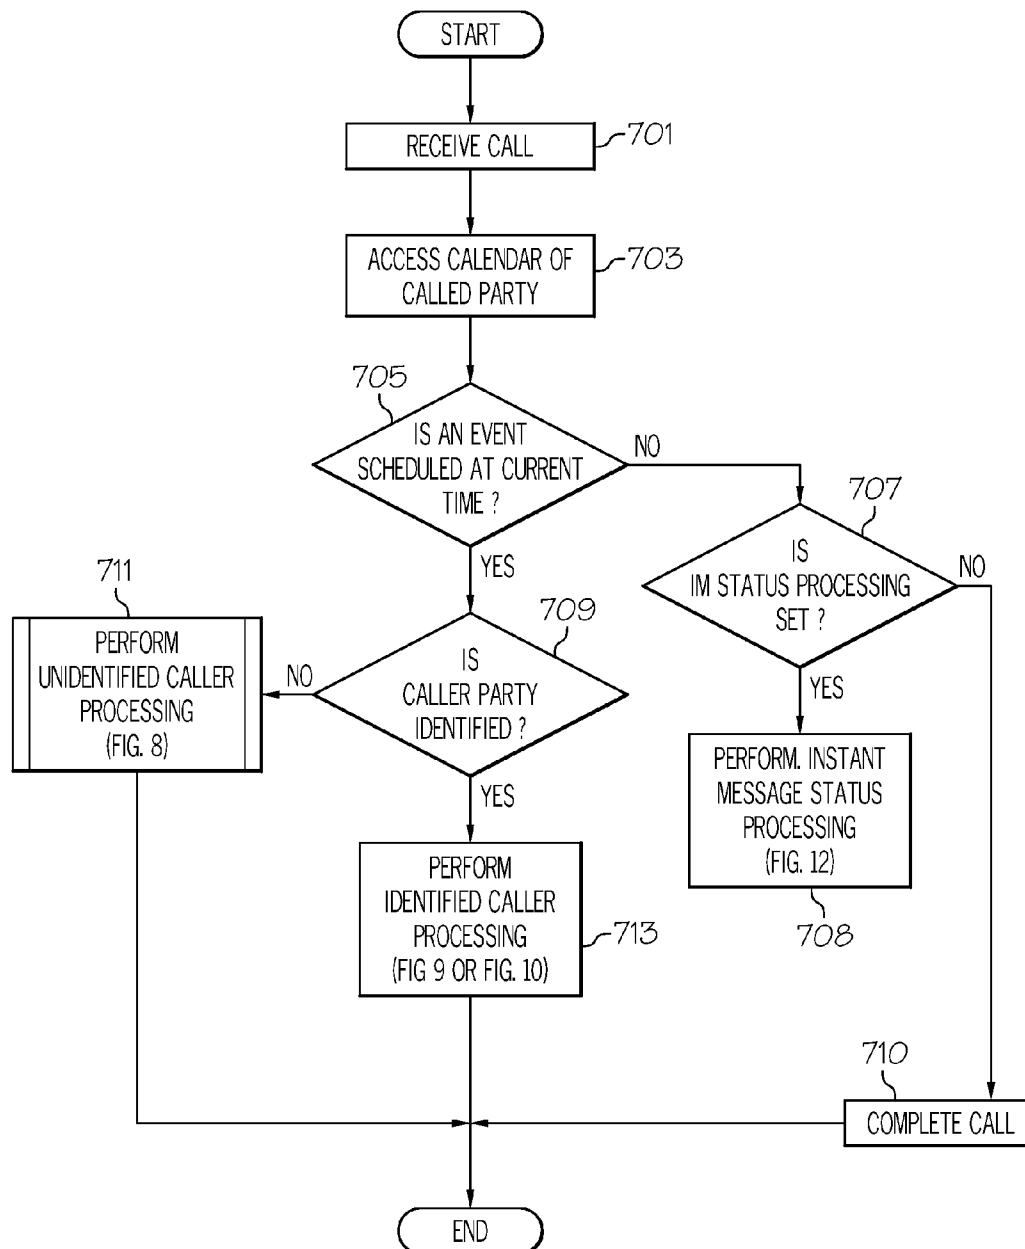 START
RECEIVE CALL
701
ACCESS CALENDAR OF
CALLED PARTY
703
705
IS AN EVENT
SCHEDULED AT CURRENT
TIME ?
NO
YES
707
IS
IM STATUS PROCESSING
SET ?
NO
YES
711
PERFORM
UNIDENTIFIED CALLER
PROCESSING
(FIG. 8)
709
IS
CALLER PARTY
IDENTIFIED ?
NO
YES
PERFORM. INSTANT
MESSAGE STATUS
PROCESSING
(FIG. 12)
708
PERFORM
IDENTIFIED CALLER
PROCESSING
(FIG 9 OR FIG. 10)
713
710
COMPLETE CALL
END